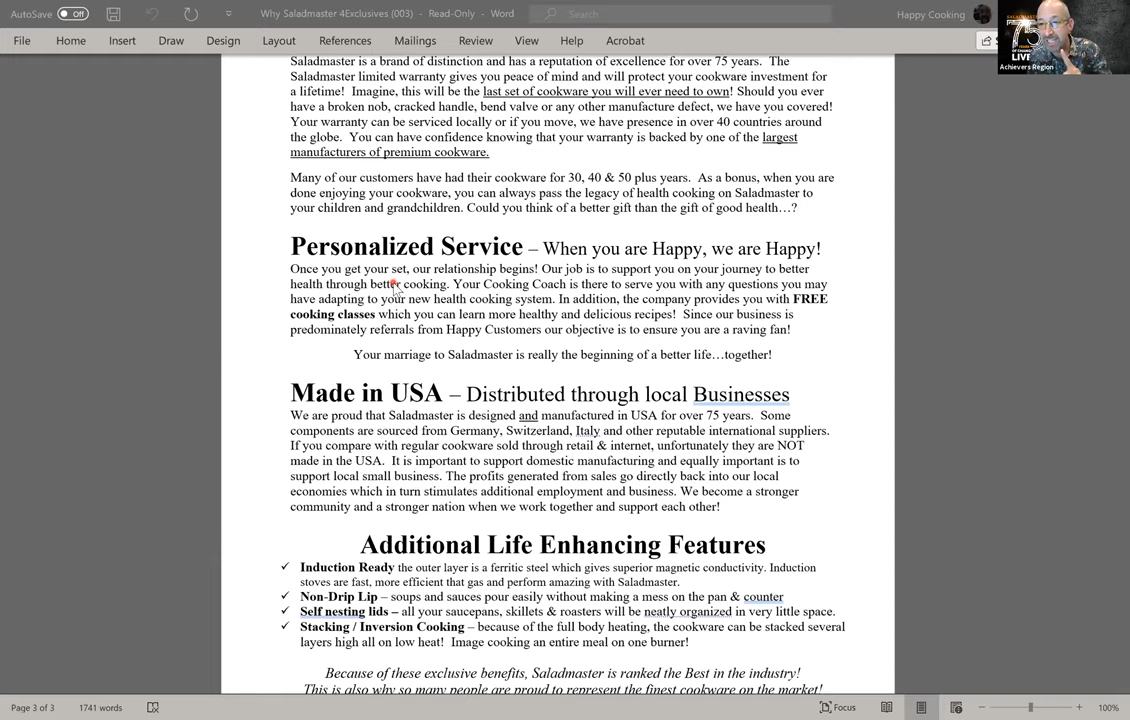 AutoSave Off Why Saladmaster 4Exclusives (003) - Read-Only - Word Search Happy Cooking
File Home Insert Draw Design Layout References Mailings Review View Help Acrobat
SALADMASTER
75
YEARS
LIVE
Achievers Region
Saladmaster is a brand of distinction and has a reputation of excellence for over 75 years. The
Saladmaster limited warranty gives you peace of mind and will protect your cookware investment for
a lifetime! Imagine, this will be the last set of cookware you will ever need to own! Should you ever
have a broken nob, cracked handle, bend valve or any other manufacture defect, we have you covered!
Your warranty can be serviced locally or if you move, we have presence in over 40 countries around
the globe. You can have confidence knowing that your warranty is backed by one of the largest
manufacturers of premium cookware.
Many of our customers have had their cookware for 30, 40 & 50 plus years. As a bonus, when you are
done enjoying your cookware, you can always pass the legacy of health cooking on Saladmaster to
your children and grandchildren. Could you think of a better gift than the gift of good health…?
Personalized Service – When you are Happy, we are Happy!
Once you get your set, our relationship begins! Our job is to support you on your journey to better
health through better cooking. Your Cooking Coach is there to serve you with any questions you may
have adapting to your new health cooking system. In addition, the company provides you with FREE
cooking classes which you can learn more healthy and delicious recipes! Since our business is
predominately referrals from Happy Customers our objective is to ensure you are a raving fan!
Your marriage to Saladmaster is really the beginning of a better life…together!
Made in USA – Distributed through local Businesses
We are proud that Saladmaster is designed and manufactured in USA for over 75 years. Some
components are sourced from Germany, Switzerland, Italy and other reputable international suppliers.
If you compare with regular cookware sold through retail & internet, unfortunately they are NOT
made in the USA. It is important to support domestic manufacturing and equally important is to
support local small business. The profits generated from sales go directly back into our local
economies which in turn stimulates additional employment and business. We become a stronger
community and a stronger nation when we work together and support each other!
Additional Life Enhancing Features
✓ Induction Ready the outer layer is a ferritic steel which gives superior magnetic conductivity. Induction
stoves are fast, more efficient that gas and perform amazing with Saladmaster.
✓ Non-Drip Lip – soups and sauces pour easily without making a mess on the pan & counter
✓ Self nesting lids – all your saucepans, skillets & roasters will be neatly organized in very little space.
✓ Stacking / Inversion Cooking – because of the full body heating, the cookware can be stacked several
layers high all on low heat! Image cooking an entire meal on one burner!
Because of these exclusive benefits, Saladmaster is ranked the Best in the industry!
This is also why so many people are proud to represent the finest cookware on the market!
Page 3 of 3 1741 words Focus 100%